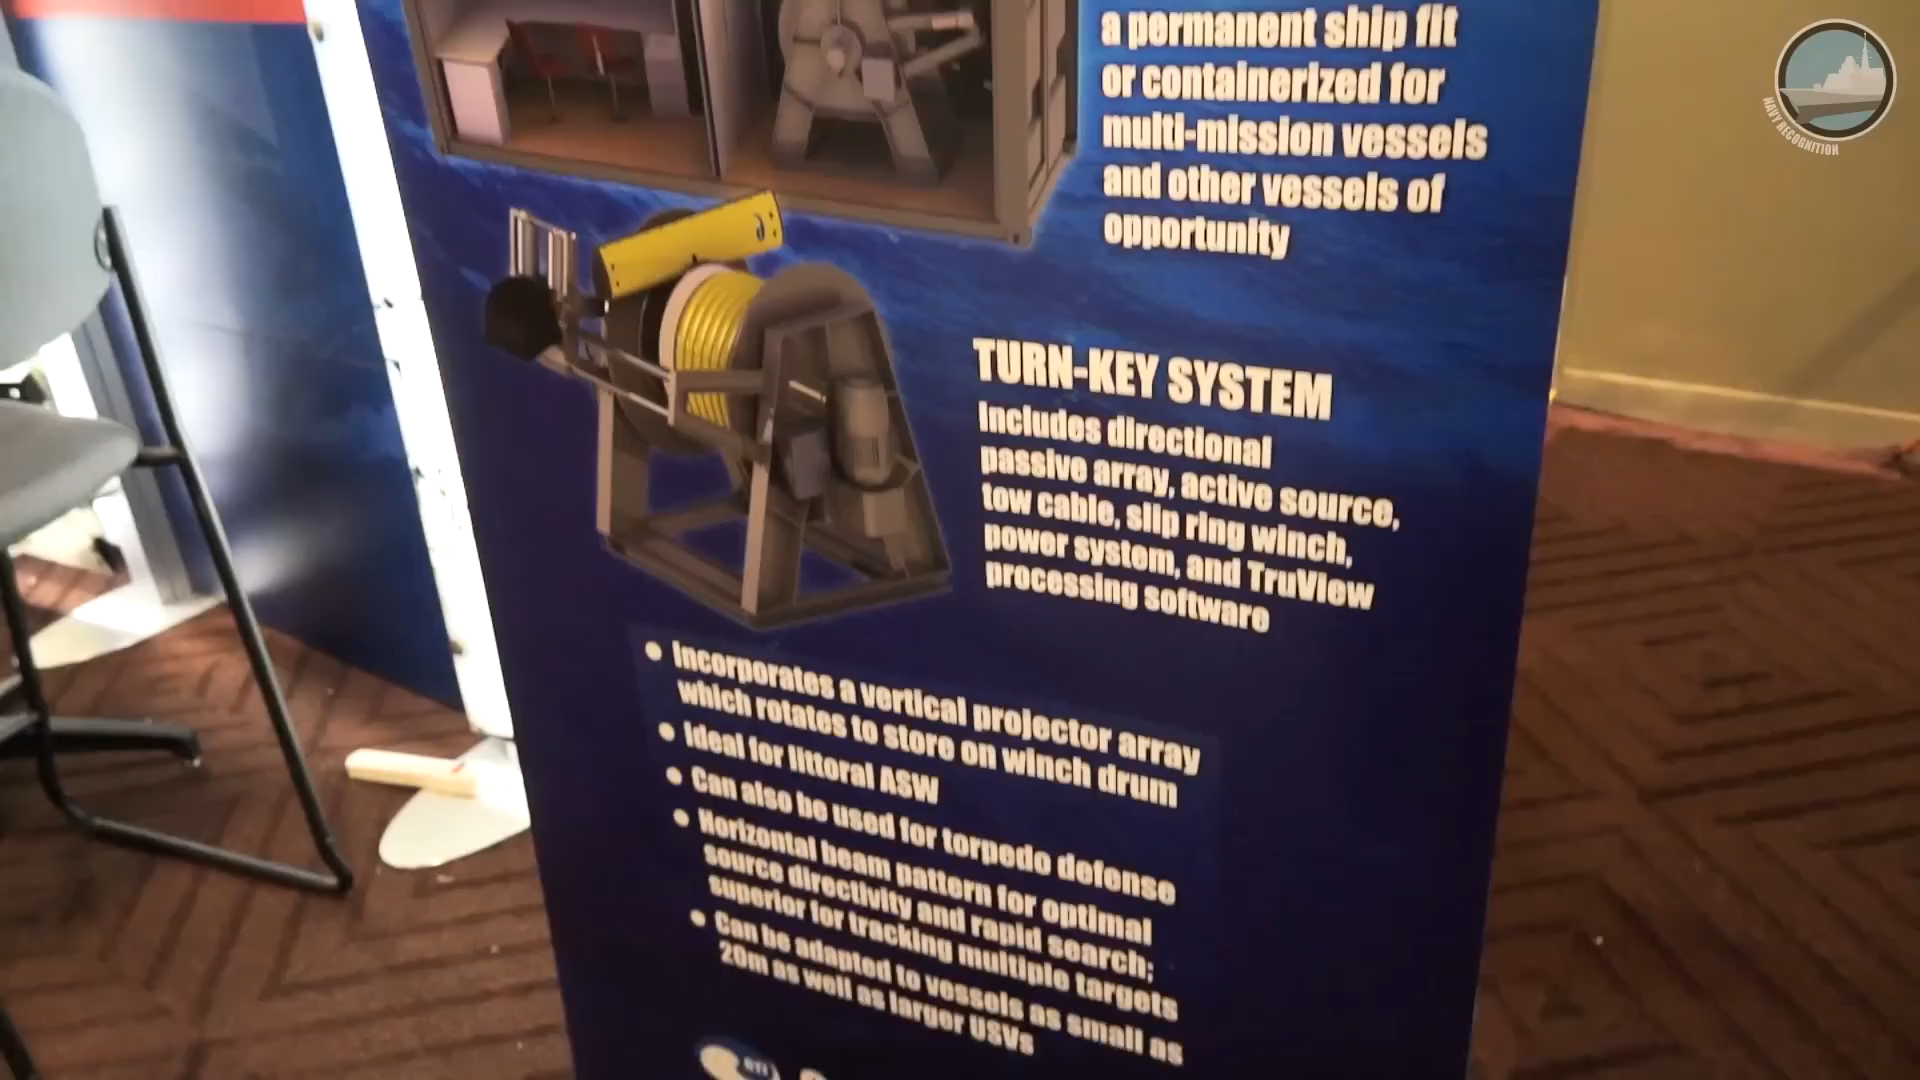 a permanent ship fit
or containerized for
multi-mission vessels
and other vessels of
opportunity
NAVY RECOGNITION
TURN-KEY SYSTEM
Includes directional
passive array, active source,
tow cable, slip ring winch,
power system, and TruView
processing software
• Incorporates a vertical projector array
which rotates to store on winch drum
• Ideal for littoral ASW
• Can also be used for torpedo defense
• Horizontal beam pattern for optimal
source directivity and rapid search;
superior for tracking multiple targets
• Can be adapted to vessels as small as
20m as well as larger USVs